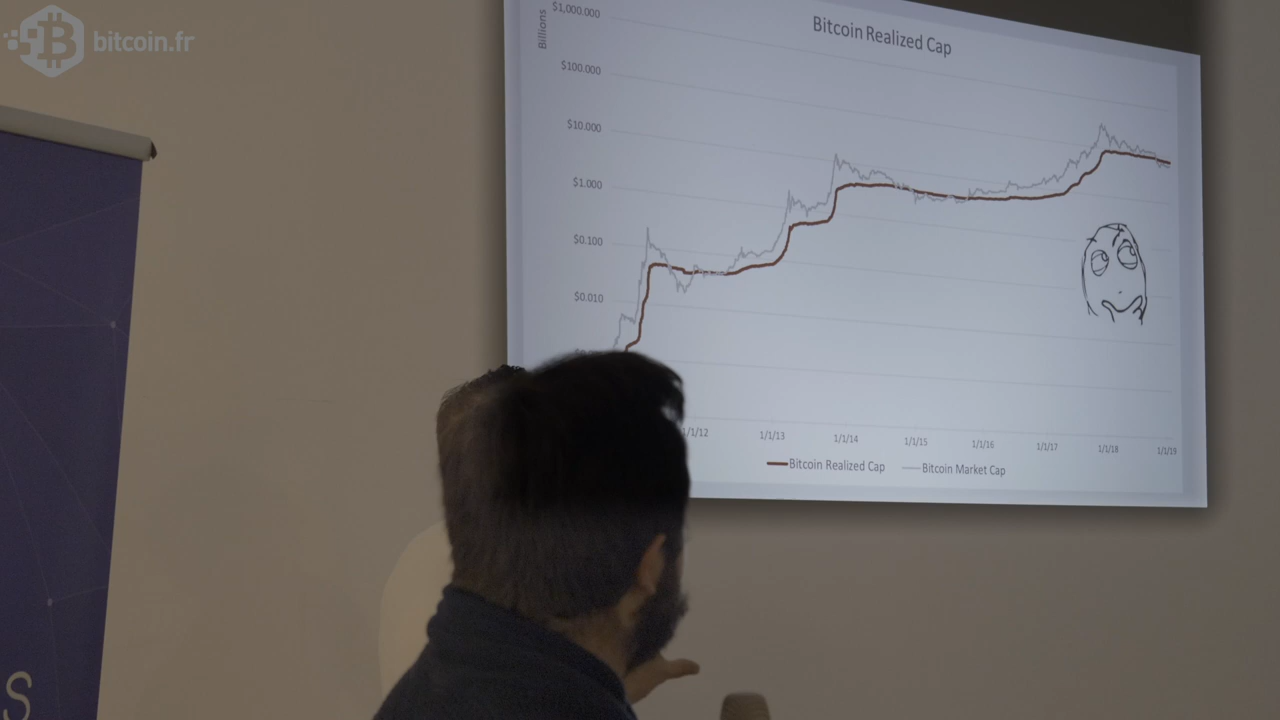 bitcoin.fr
Bitcoin Realized Cap
Billions
$1,000.000
$100.000
$10.000
$1.000
$0.100
$0.010
1/1/12
1/1/13
1/1/14
1/1/15
1/1/16
1/1/17
1/1/18
1/1/19
Bitcoin Realized Cap
Bitcoin Market Cap
S